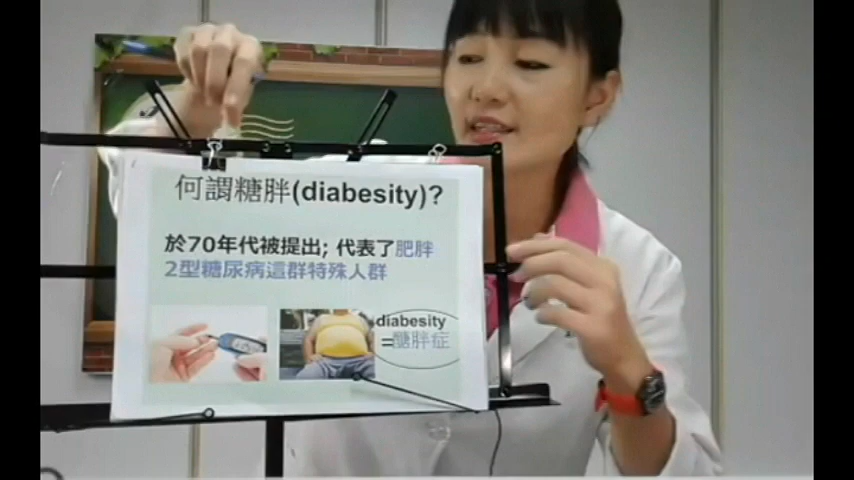 何謂糖胖(diabesity)?
於70年代被提出; 代表了肥胖
2型糖尿病這群特殊人群
diabesity
=醣胖症